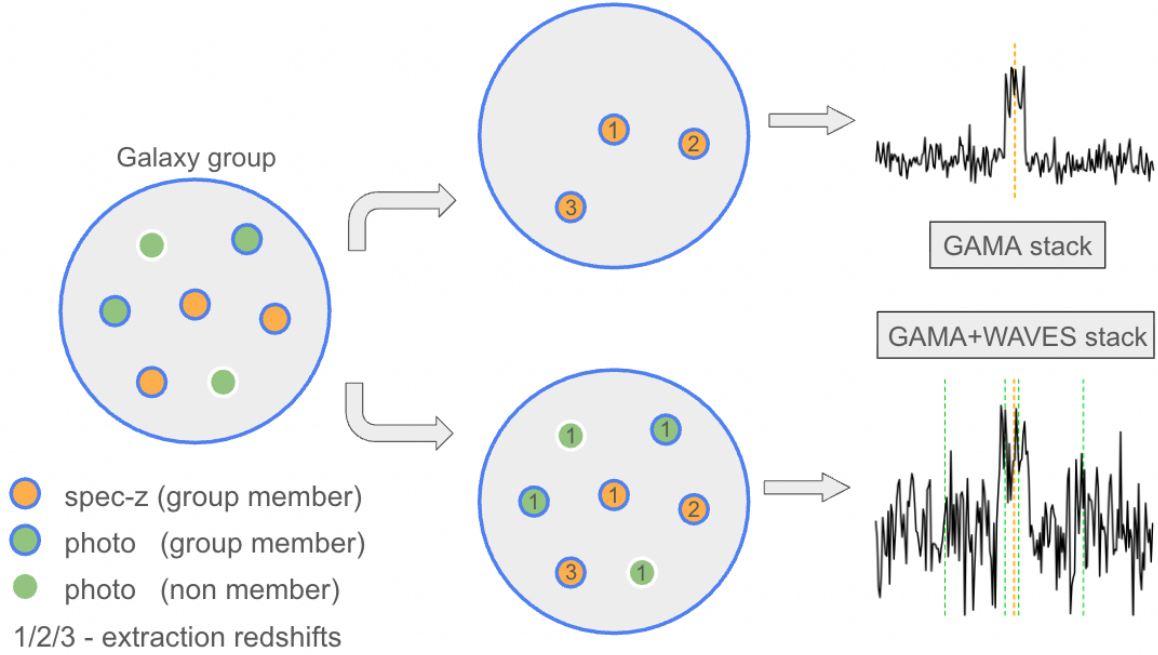 Galaxy group
1
2
3
GAMA stack
GAMA+WAVES stack
1
1
1
1
2
3
1
spec-z (group member)
photo (group member)
photo (non member)
1/2/3 - extraction redshifts